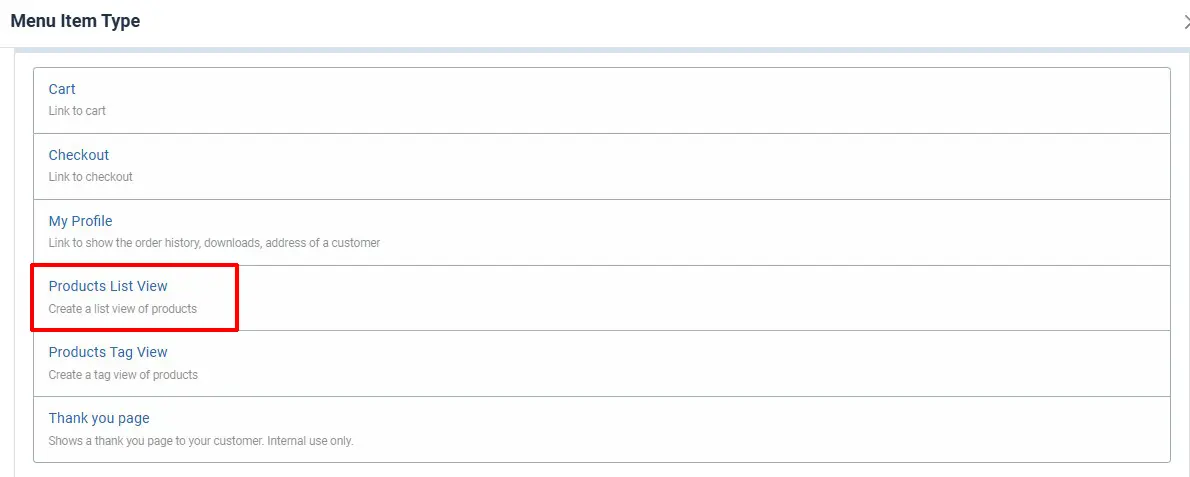 Menu Item Type
Cart
Link to cart
Checkout
Link to checkout
My Profile
Link to show the order history, downloads, address of a customer
Products List View
Create a list view of products
Products Tag View
Create a tag view of products
Thank you page
Shows a thank you page to your customer. Internal use only.